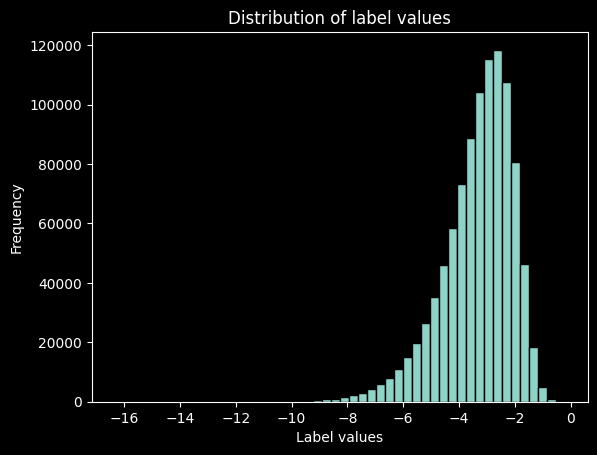 Distribution of label values
120000
100000
80000
60000
40000
20000
0
Frequency
−16 −14 −12 −10 −8 −6 −4 −2 0
Label values